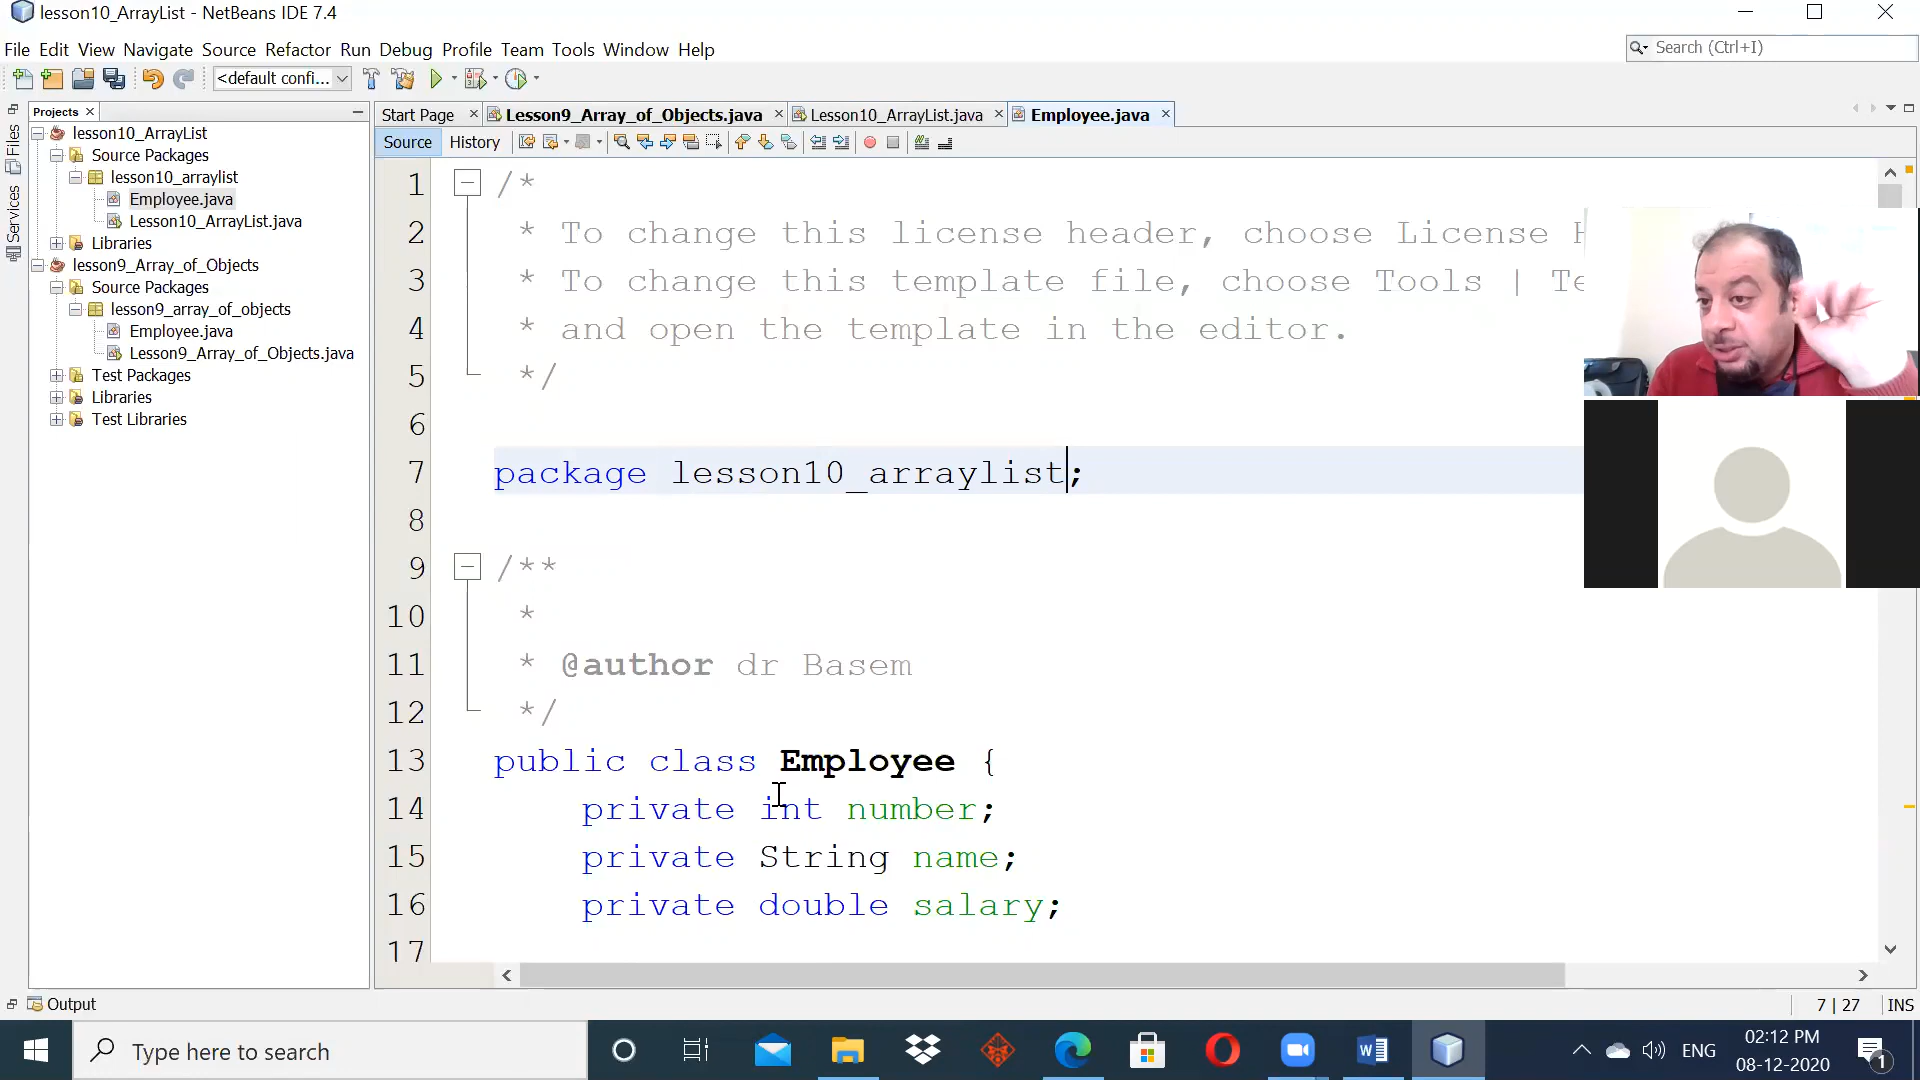 lesson10_ArrayList - NetBeans IDE 7.4
File Edit View Navigate Source Refactor Run Debug Profile Team Tools Window Help
Search (Ctrl+I)
<default confi...
Projects
Start Page
Lesson9_Array_of_Objects.java
Lesson10_ArrayList.java
Employee.java
Files
Services
lesson10_ArrayList
Source Packages
lesson10_arraylist
Employee.java
Lesson10_ArrayList.java
Libraries
lesson9_Array_of_Objects
Source Packages
lesson9_array_of_objects
Employee.java
Lesson9_Array_of_Objects.java
Test Packages
Libraries
Test Libraries
Source History
1 /*
2 * To change this license header, choose License H
3 * To change this template file, choose Tools | Te
4 * and open the template in the editor.
5 */
6
7 package lesson10_arraylist;
8
9 /**
10 *
11 * @author dr Basem
12 */
13 public class Employee {
14 private int number;
15 private String name;
16 private double salary;
17
Output
7 | 27 INS
Type here to search
ENG
02:12 PM
08-12-2020
1